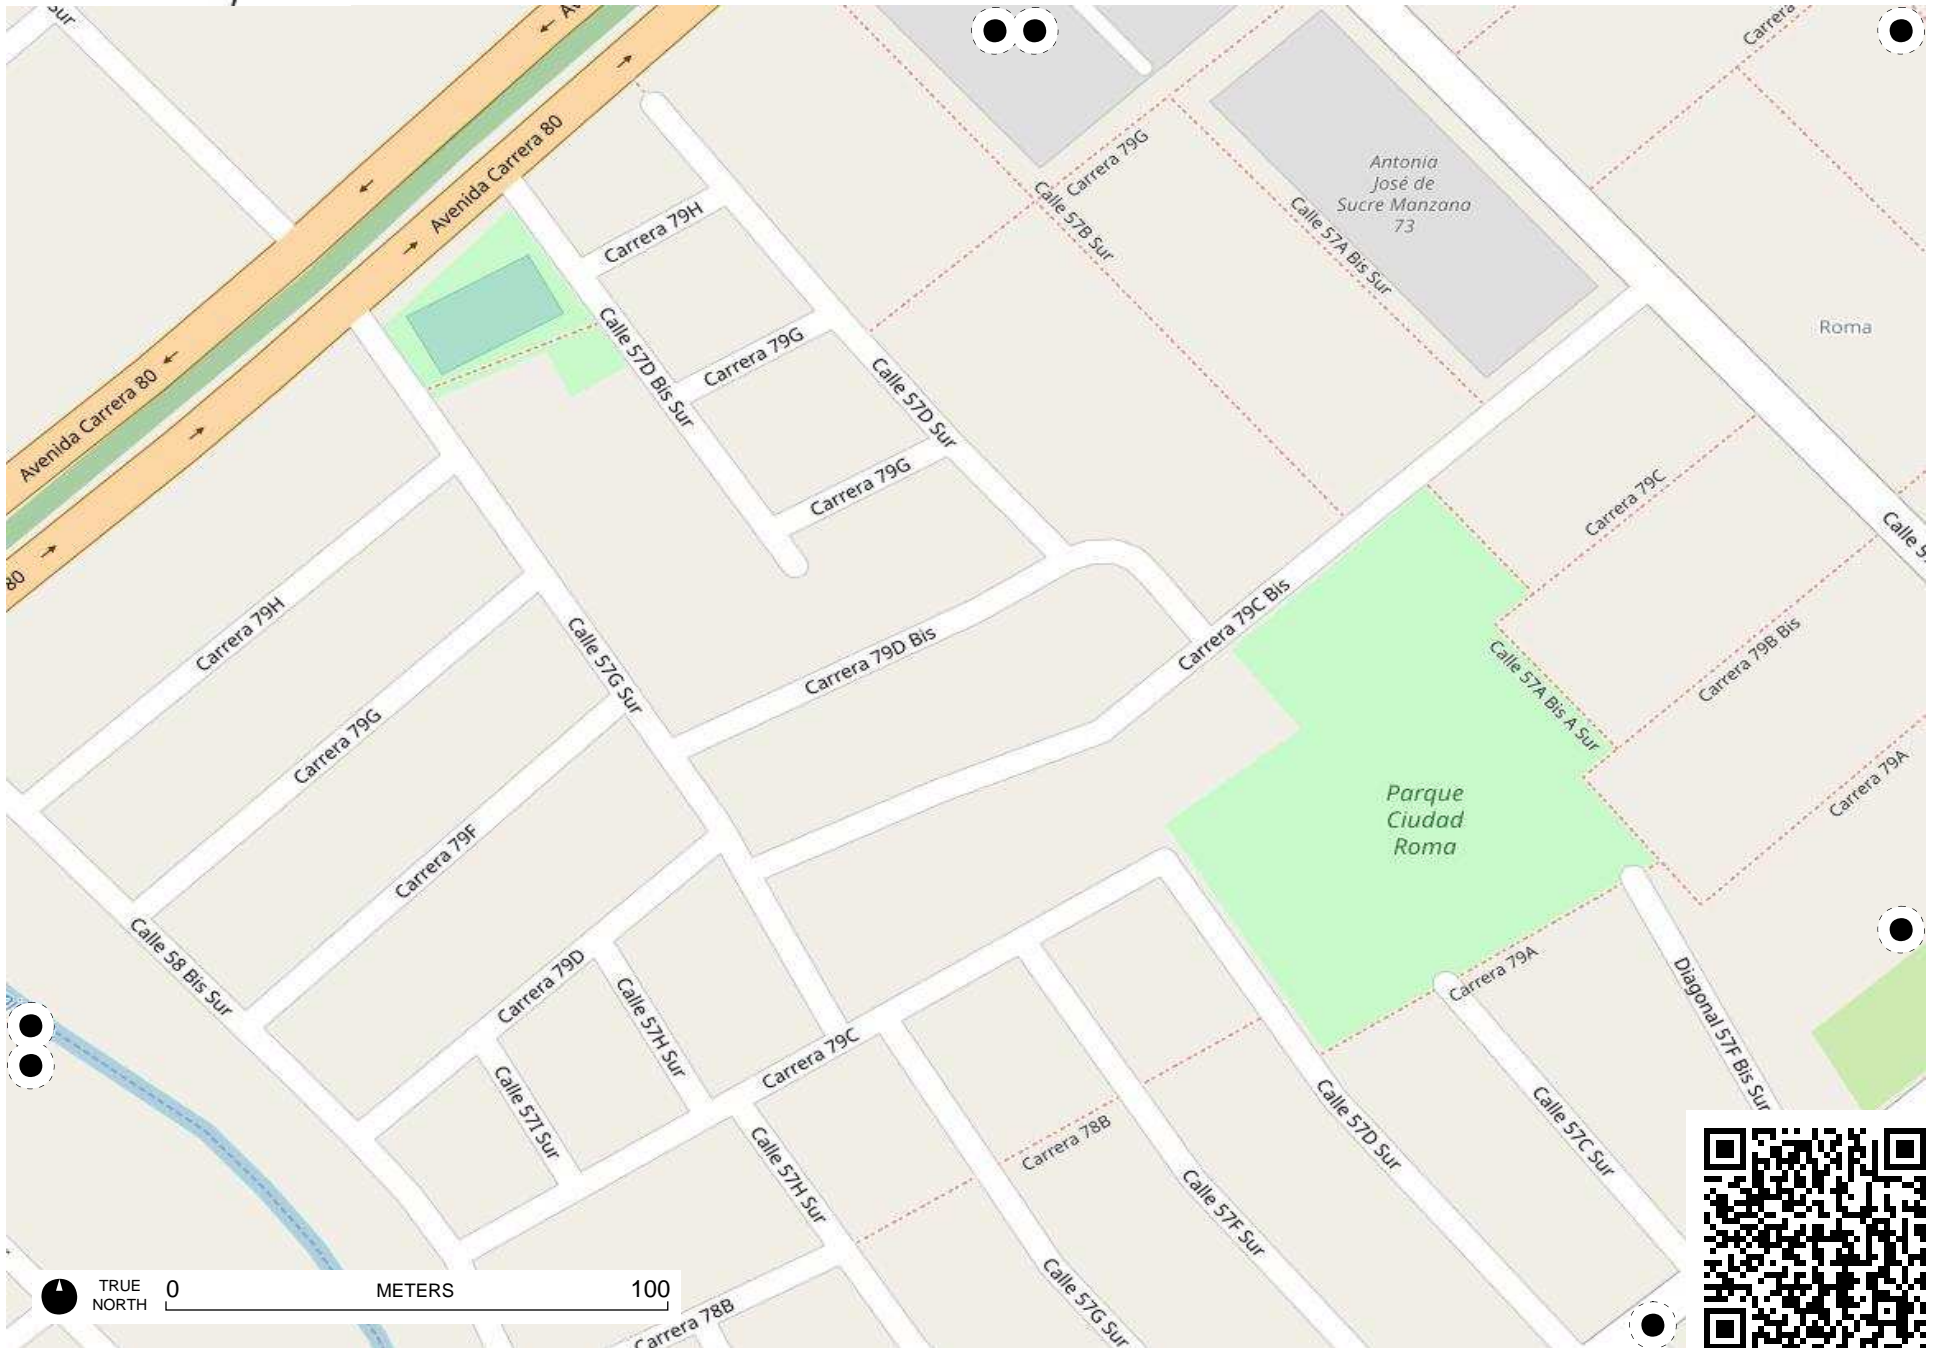 Sur
Avenida Carrera 80
Carrera
Carrera 79G
Calle 57B Sur
Antonia
José de
Sucre Manzana
73
Calle 57A Bis Sur
Carrera 79H
Calle 57D Bis Sur
Carrera 79G
Calle 57D Sur
Roma
Avenida Carrera 80
80
Carrera 79G
Carrera 79C
Calle 5
Carrera 79H
Calle 57G Sur
Carrera 79D Bis
Carrera 79C Bis
Calle 57A Bis A Sur
Carrera 79B Bis
Carrera 79A
Carrera 79G
Carrera 79F
Parque
Ciudad
Roma
Calle 58 Bis Sur
Carrera 79D
Calle 57H Sur
Carrera 79C
Calle 57I Sur
Carrera 79A
Diagonal 57F Bis Sur
Carrera 78B
Calle 57D Sur
Calle 57C Sur
Calle 57H Sur
Calle 57F Sur
Calle 57G Sur
Carrera 78B
TRUE
NORTH
0 METERS 100